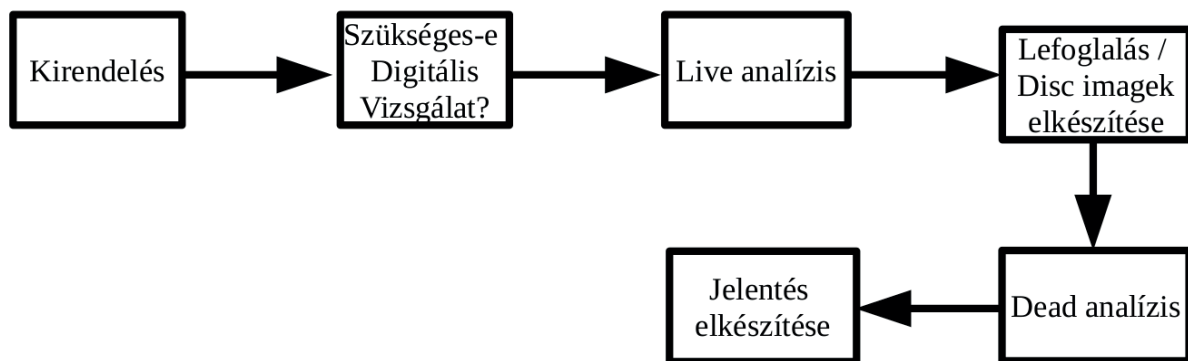 Kirendelés
Szükséges-e
Digitális
Vizsgálat?
Live analízis
Lefoglalás /
Disc imagek
elkészítése
Dead analízis
Jelentés
elkészítése